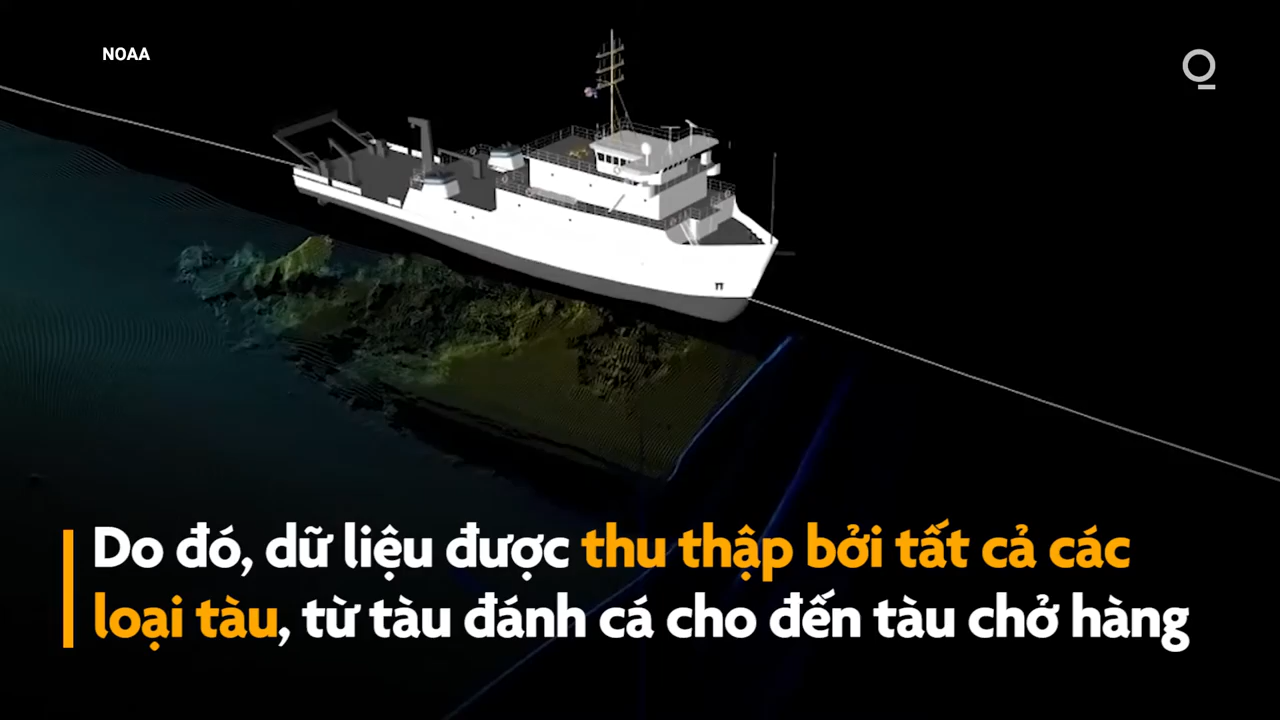 NOAA
Do đó, dữ liệu được thu thập bởi tất cả các
loại tàu, từ tàu đánh cá cho đến tàu chở hàng